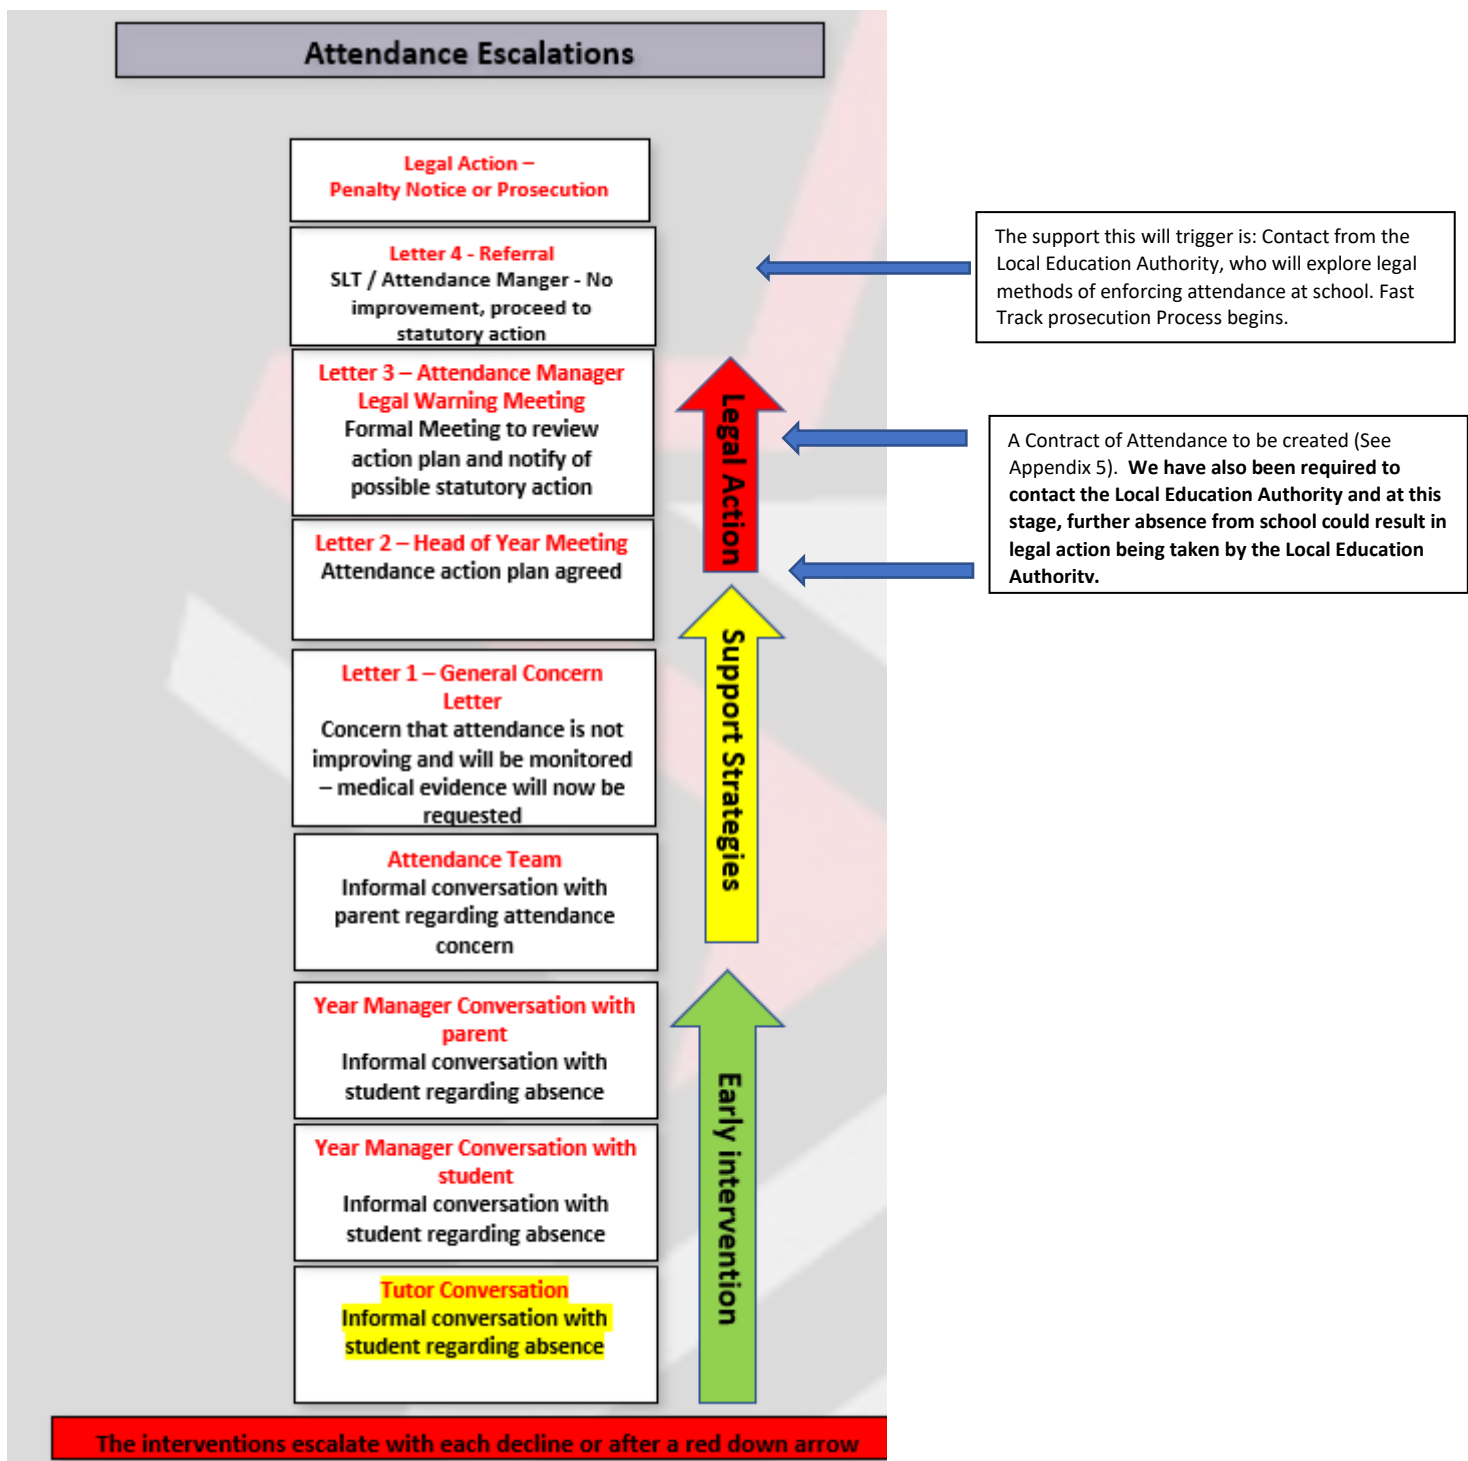 Attendance Escalations
Legal Action –
Penalty Notice or Prosecution
Letter 4 - Referral
SLT / Attendance Manger - No
improvement, proceed to
statutory action
The support this will trigger is: Contact from the
Local Education Authority, who will explore legal
methods of enforcing attendance at school. Fast
Track prosecution Process begins.
Letter 3 – Attendance Manager
Legal Warning Meeting
Formal Meeting to review
action plan and notify of
possible statutory action
Legal Action
A Contract of Attendance to be created (See
Appendix 5). We have also been required to
contact the Local Education Authority and at this
stage, further absence from school could result in
legal action being taken by the Local Education
Authority.
Letter 2 – Head of Year Meeting
Attendance action plan agreed
Letter 1 – General Concern
Letter
Concern that attendance is not
improving and will be monitored
– medical evidence will now be
requested
Support Strategies
Attendance Team
Informal conversation with
parent regarding attendance
concern
Year Manager Conversation with
parent
Informal conversation with
student regarding absence
Early intervention
Year Manager Conversation with
student
Informal conversation with
student regarding absence
Tutor Conversation
Informal conversation with
student regarding absence
The interventions escalate with each decline or after a red down arrow